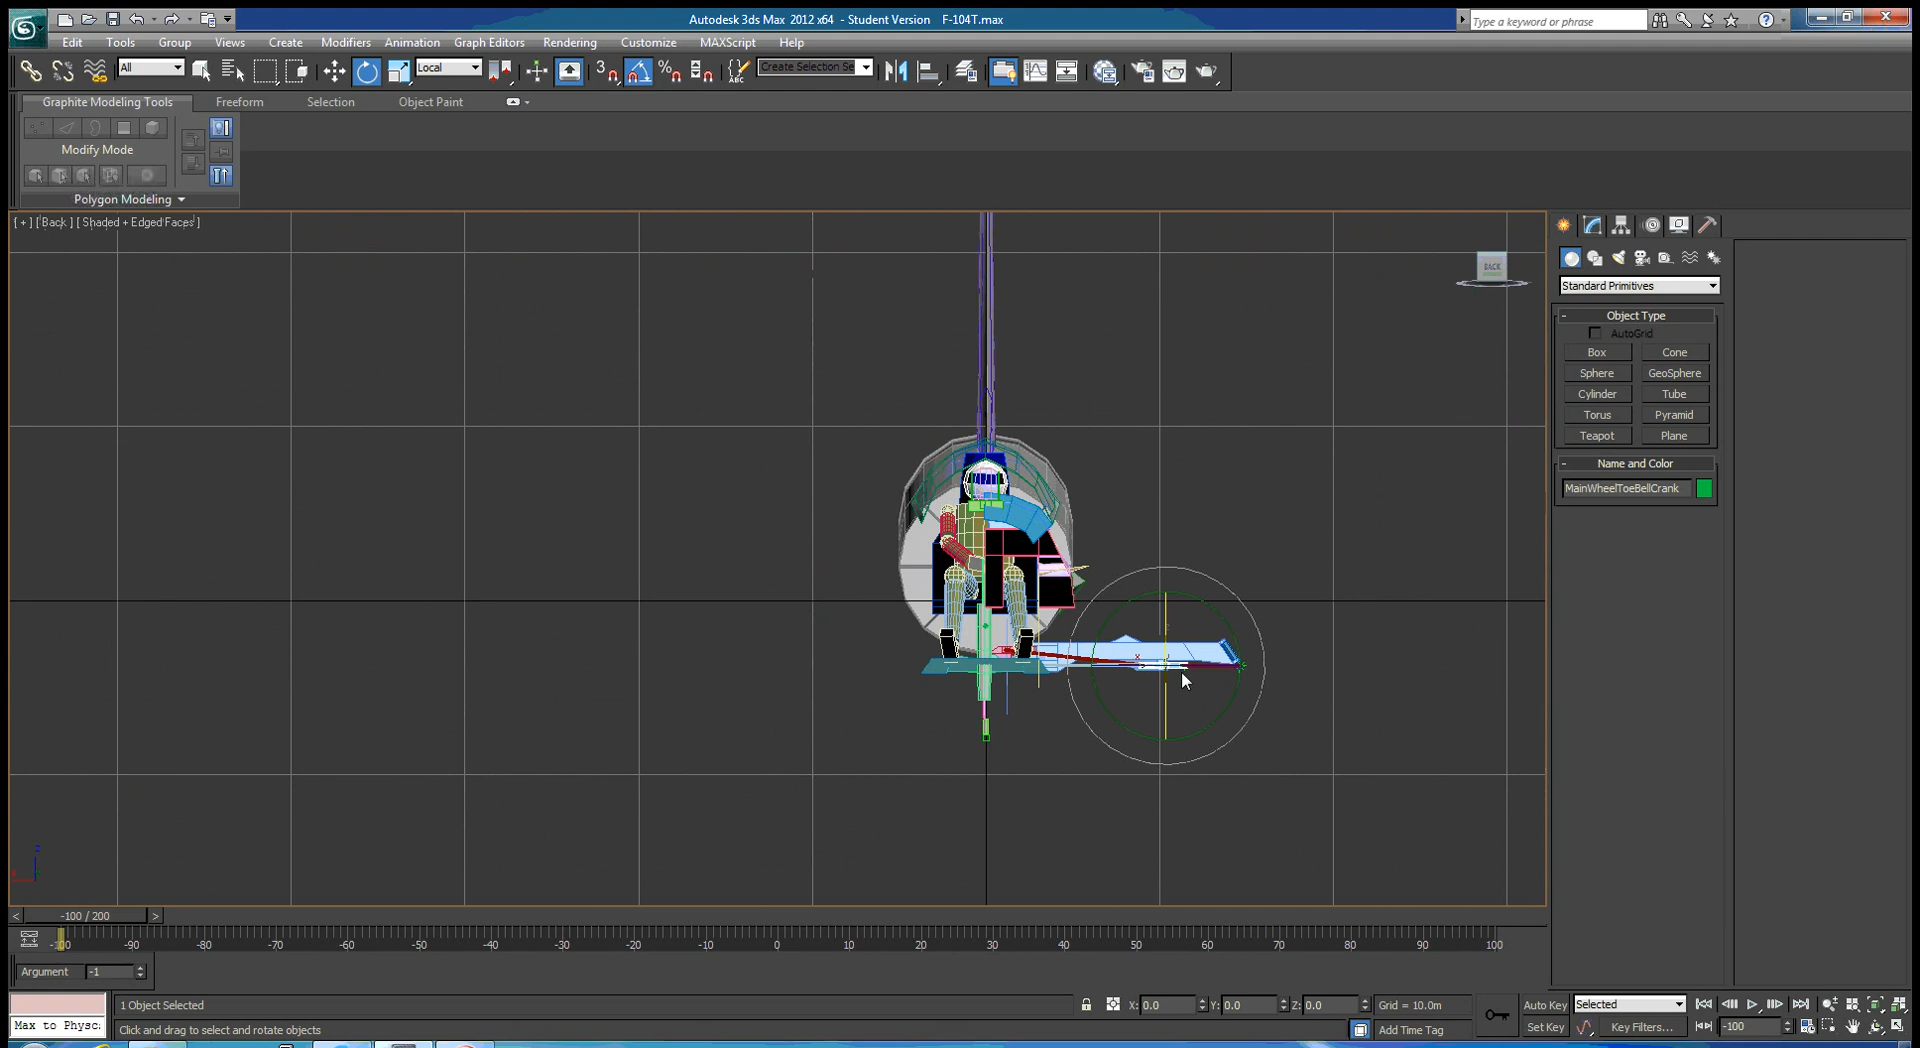 Autodesk 3ds Max 2012 x64 - Student Version F-104T.max
Type a keyword or phrase
Edit Tools Group Views Create Modifiers Animation Graph Editors Rendering Customize MAXScript Help
All Local 3 Create Selection Se
Graphite Modeling Tools Freeform Selection Object Paint
Modify Mode
Polygon Modeling
[ + ] [ Back ] [ Shaded + Edged Faces ]
BACK
Standard Primitives
Object Type
AutoGrid
Box Cone
Sphere GeoSphere
Cylinder Tube
Torus Pyramid
Teapot Plane
Name and Color
MainWheelToeBellCrank
z
-100 / 200
-100 -90 -80 -70 -60 -50 -40 -30 -20 -10 0 10 20 30 40 50 60 70 80 90 100
Argument -1
1 Object Selected X: 0.0 Y: 0.0 Z: 0.0 Grid = 10.0m Auto Key Selected
Max to Physc:
Click and drag to select and rotate objects Add Time Tag Set Key Key Filters... -100